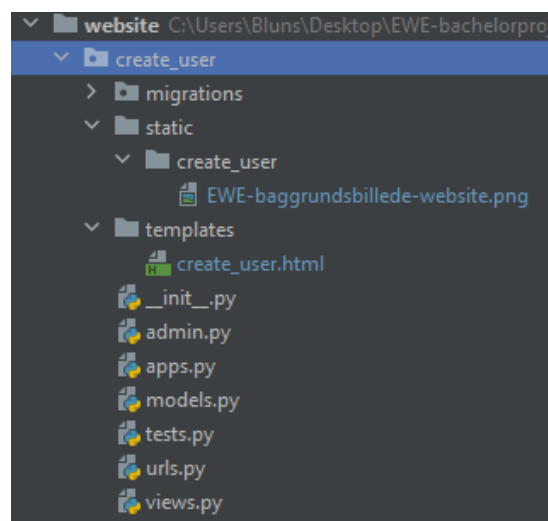 website C:\Users\Bluns\Desktop\EWE-bachelorproj
create_user
migrations
static
create_user
EWE-baggrundsbillede-website.png
templates
create_user.html
__init__.py
admin.py
apps.py
models.py
tests.py
urls.py
views.py